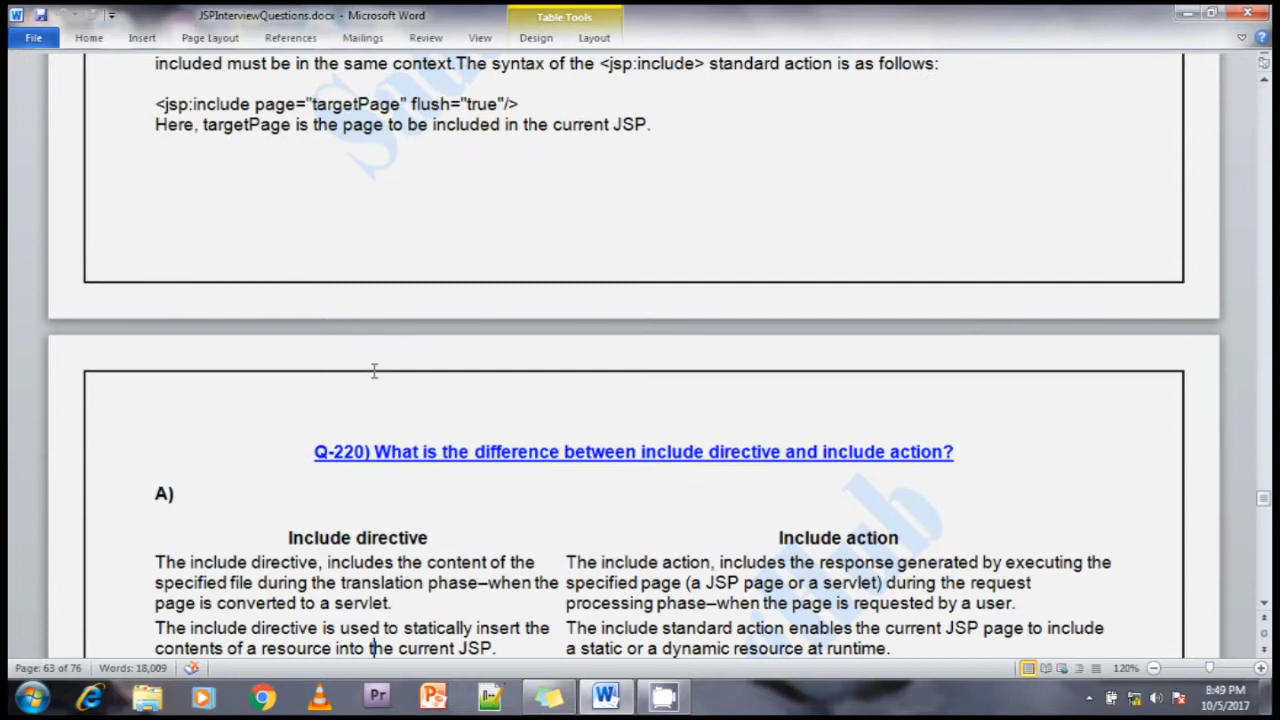 JSPInterviewQuestions.docx - Microsoft Word
Table Tools
File Home Insert Page Layout References Mailings Review View Design Layout
included must be in the same context.The syntax of the <jsp:include> standard action is as follows:
<jsp:include page="targetPage" flush="true"/>
Here, targetPage is the page to be included in the current JSP.
Q-220) What is the difference between include directive and include action?
A)
Include directive Include action
The include directive, includes the content of the The include action, includes the response generated by executing the
specified file during the translation phase–when the specified page (a JSP page or a servlet) during the request
page is converted to a servlet. processing phase–when the page is requested by a user.
The include directive is used to statically insert the The include standard action enables the current JSP page to include
contents of a resource into the current JSP. a static or a dynamic resource at runtime.
Page: 63 of 76 Words: 18,009 120%
Pr
8:49 PM
10/5/2017